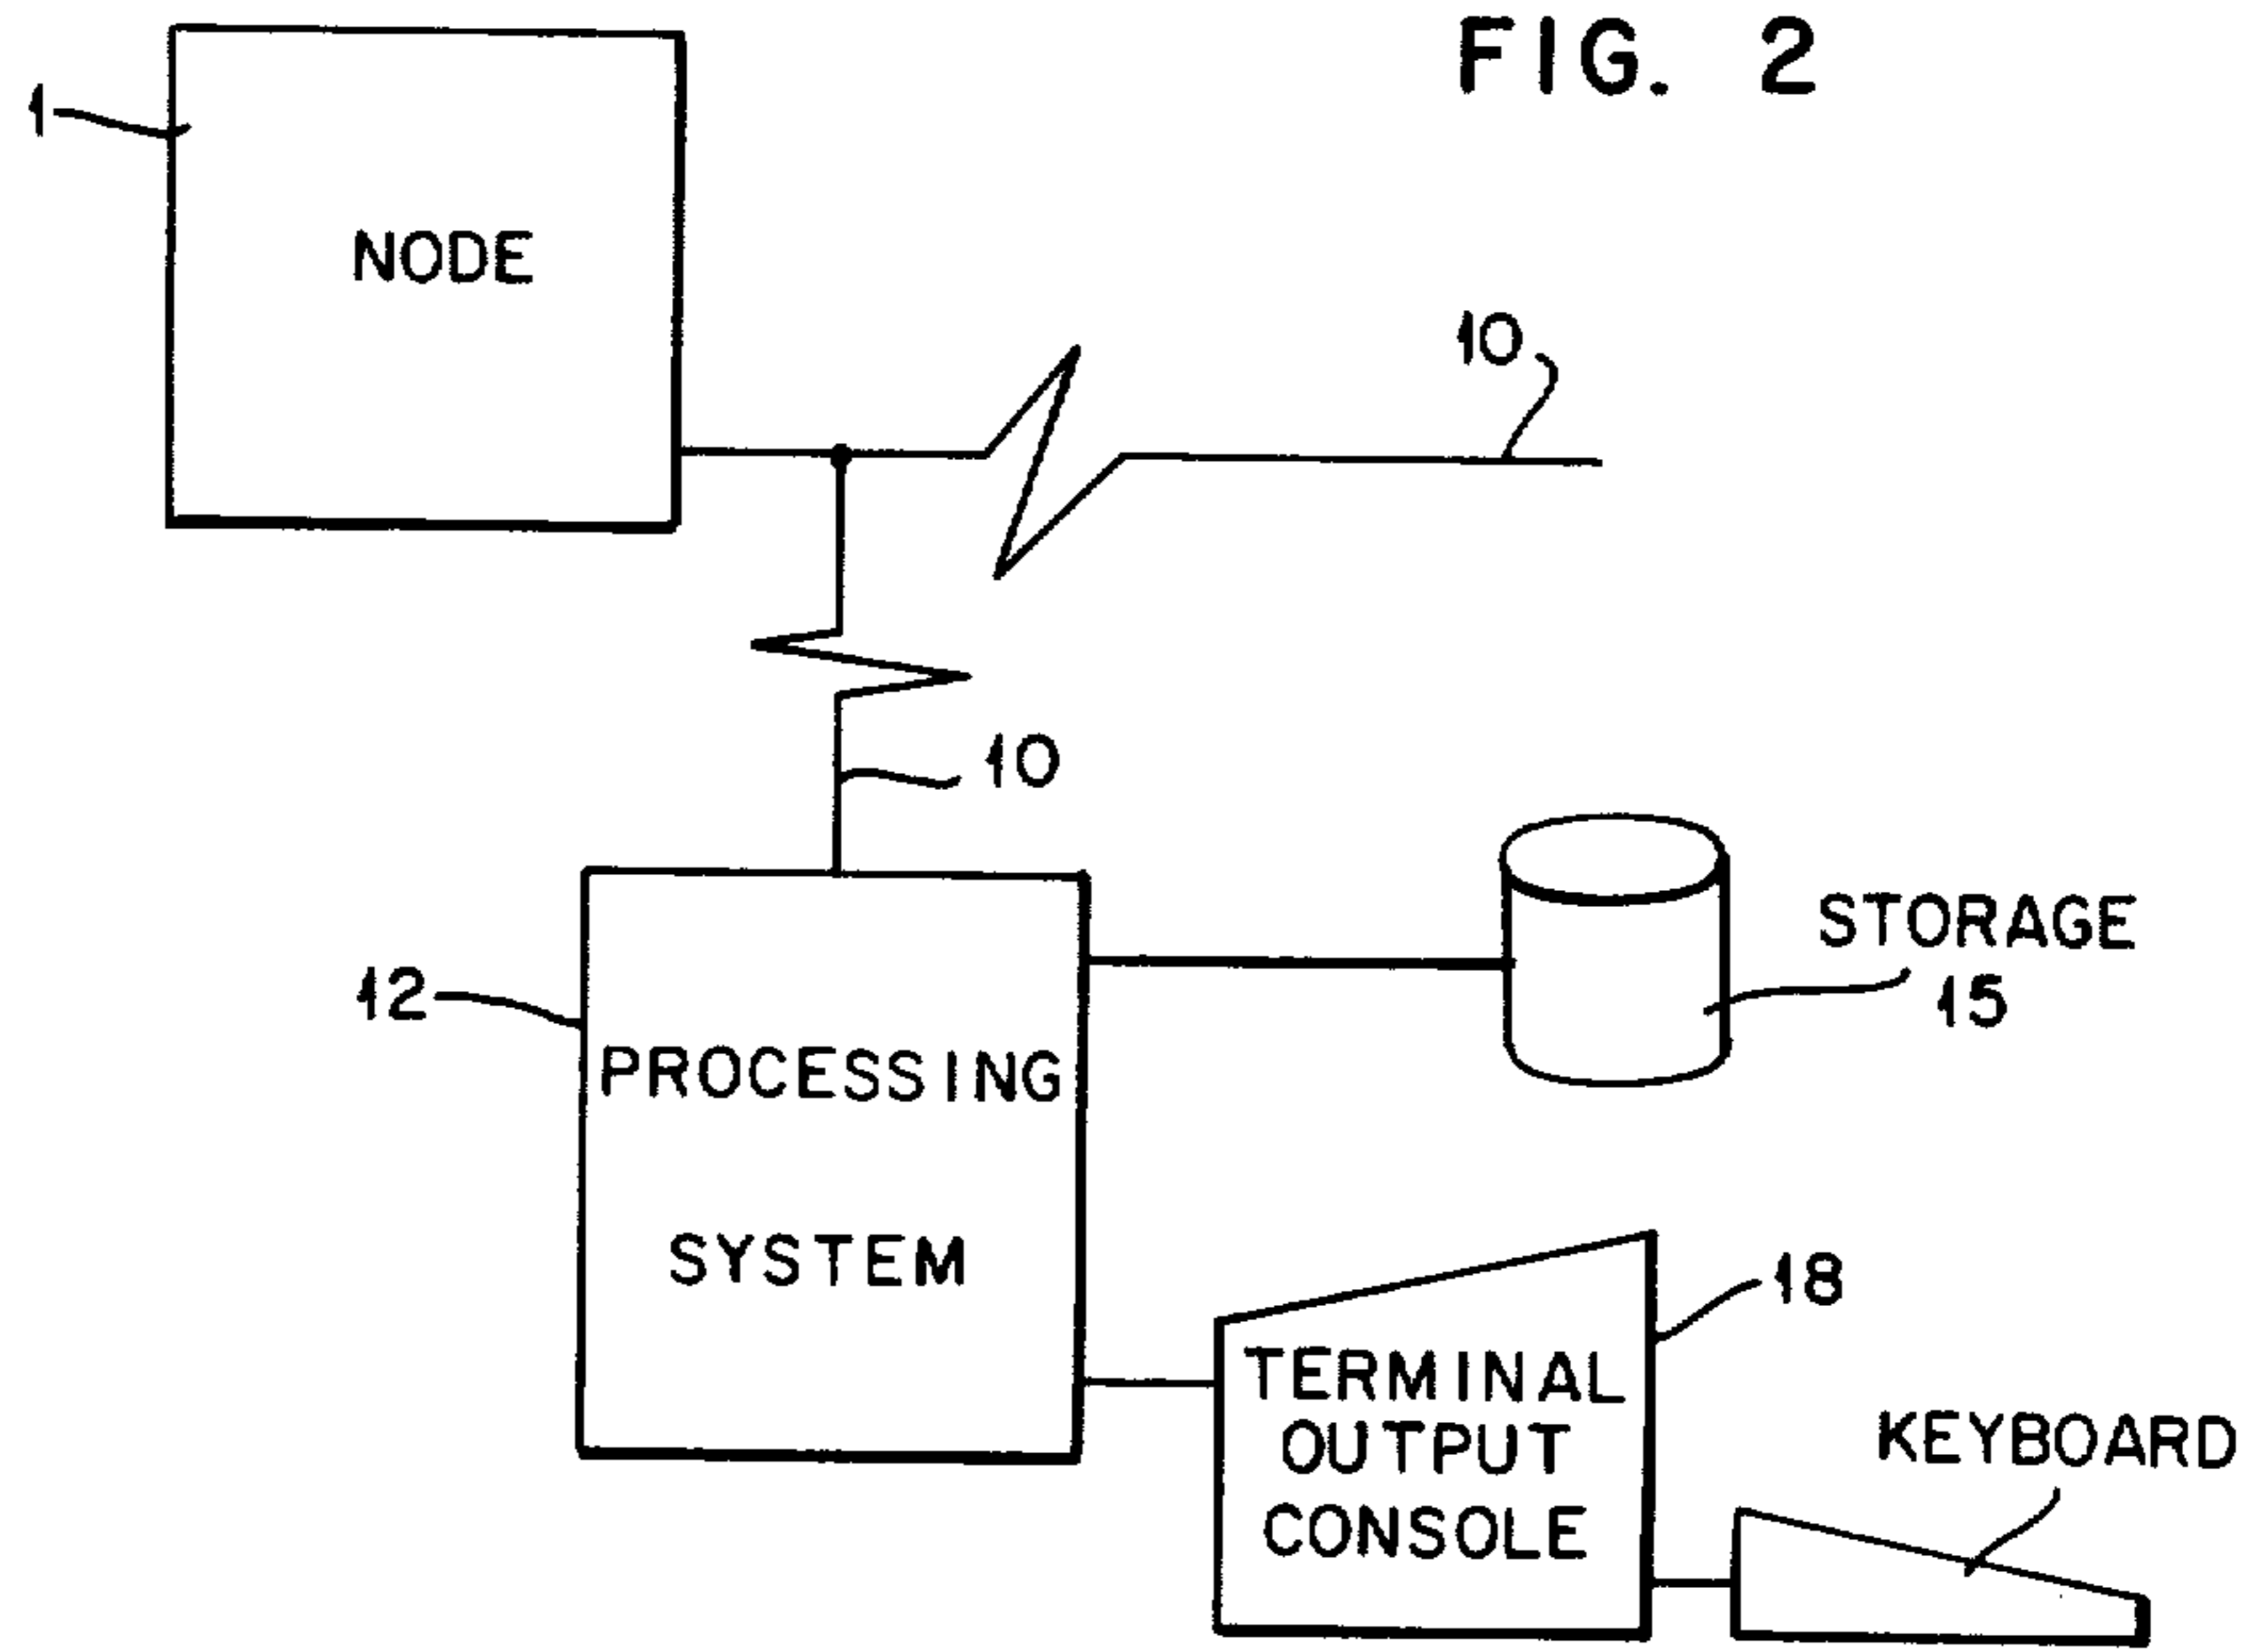 FIG. 2
1
NODE
10
10
STORAGE
15
12
PROCESSING
SYSTEM
18
TERMINAL
OUTPUT
CONSOLE
KEYBOARD